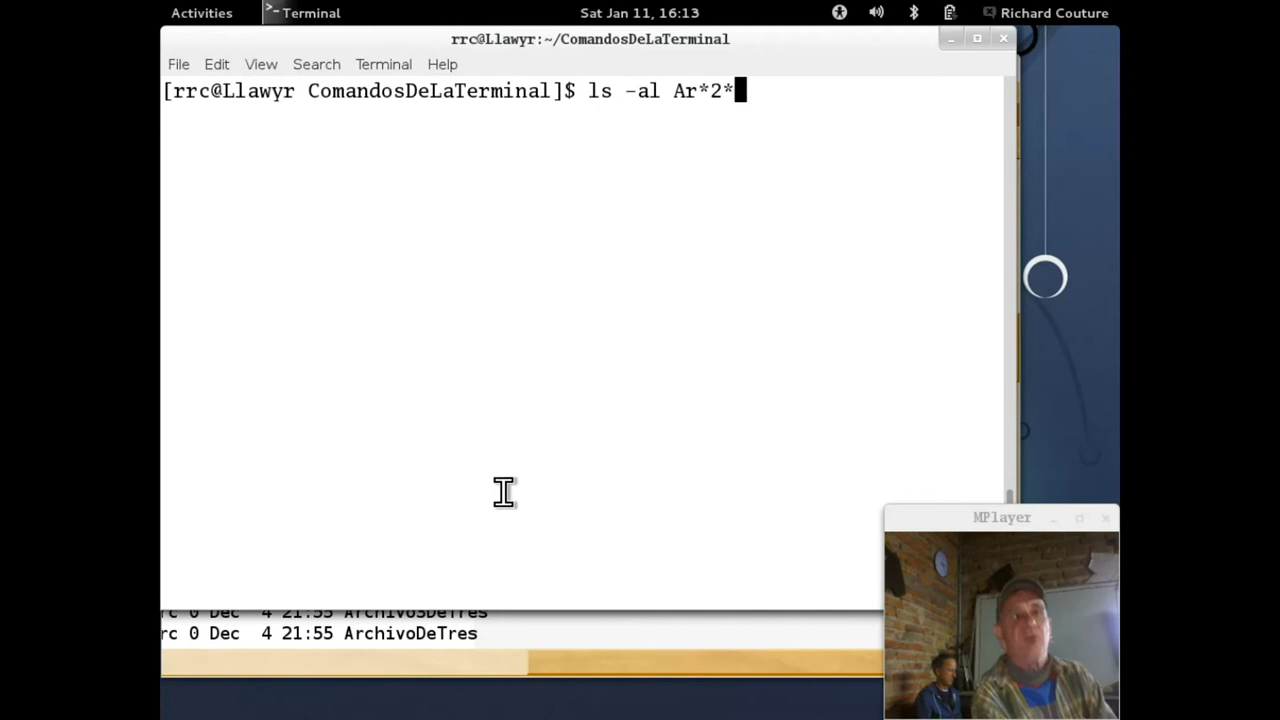 Activities
Terminal
Sat Jan 11, 16:13
Richard Couture
rrc@Llawyr:~/ComandosDeLaTerminal
File Edit View Search Terminal Help
[rrc@Llawyr ComandosDeLaTerminal]$ ls -al Ar*2*
MPlayer
rc 0 Dec 4 21:55 Archivo3DeTres
rc 0 Dec 4 21:55 ArchivoDeTres